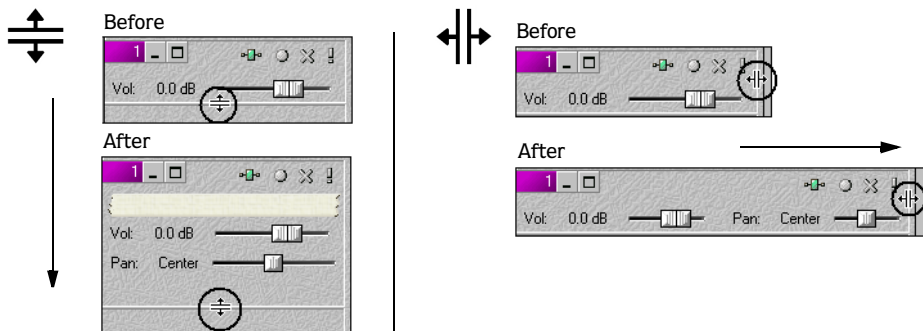 Before
1
Vol: 0.0 dB
After
1
Vol: 0.0 dB
Pan: Center
Before
1
Vol: 0.0 dB
After
1
Vol: 0.0 dB Pan: Center